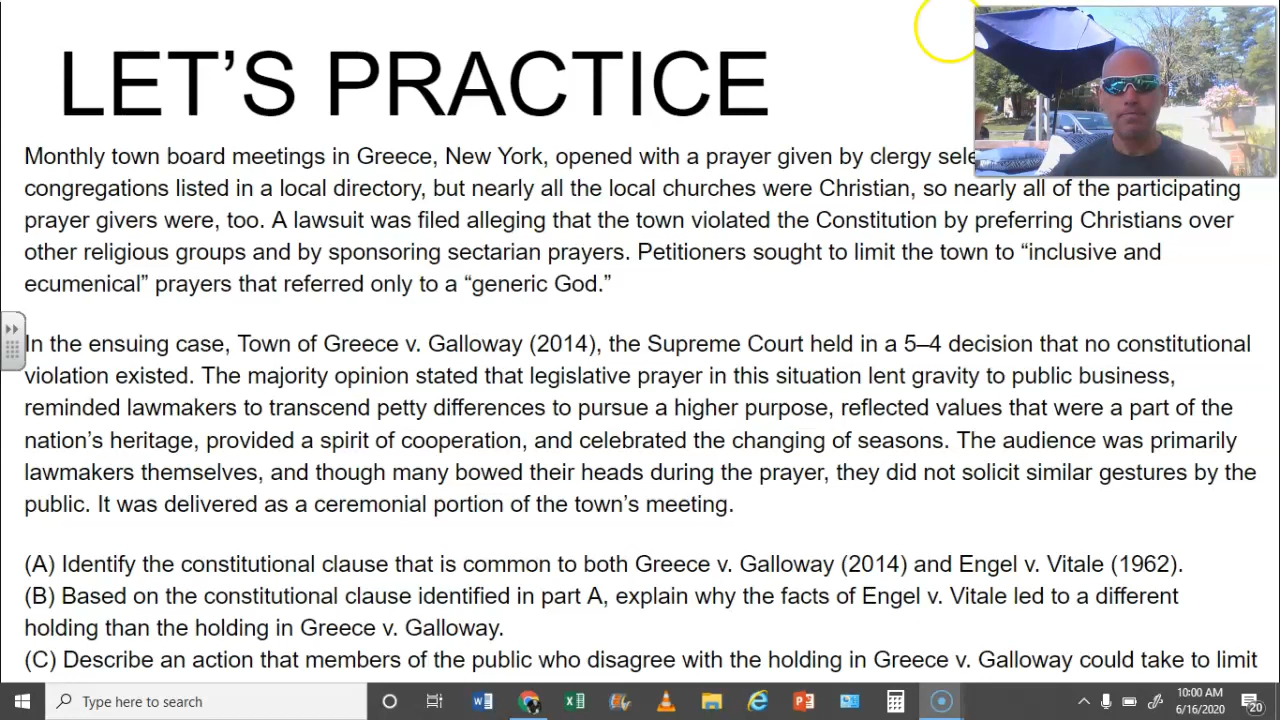 LET’S PRACTICE
Monthly town board meetings in Greece, New York, opened with a prayer given by clergy
congregations listed in a local directory, but nearly all the local churches were Christian, so nearly all of the participating
prayer givers were, too. A lawsuit was filed alleging that the town violated the Constitution by preferring Christians over
other religious groups and by sponsoring sectarian prayers. Petitioners sought to limit the town to “inclusive and
ecumenical” prayers that referred only to a “generic God.”
In the ensuing case, Town of Greece v. Galloway (2014), the Supreme Court held in a 5–4 decision that no constitutional
violation existed. The majority opinion stated that legislative prayer in this situation lent gravity to public business,
reminded lawmakers to transcend petty differences to pursue a higher purpose, reflected values that were a part of the
nation’s heritage, provided a spirit of cooperation, and celebrated the changing of seasons. The audience was primarily
lawmakers themselves, and though many bowed their heads during the prayer, they did not solicit similar gestures by the
public. It was delivered as a ceremonial portion of the town’s meeting.
(A) Identify the constitutional clause that is common to both Greece v. Galloway (2014) and Engel v. Vitale (1962).
(B) Based on the constitutional clause identified in part A, explain why the facts of Engel v. Vitale led to a different
holding than the holding in Greece v. Galloway.
(C) Describe an action that members of the public who disagree with the holding in Greece v. Galloway could take to limit
Type here to search
10:00 AM
6/16/2020
20